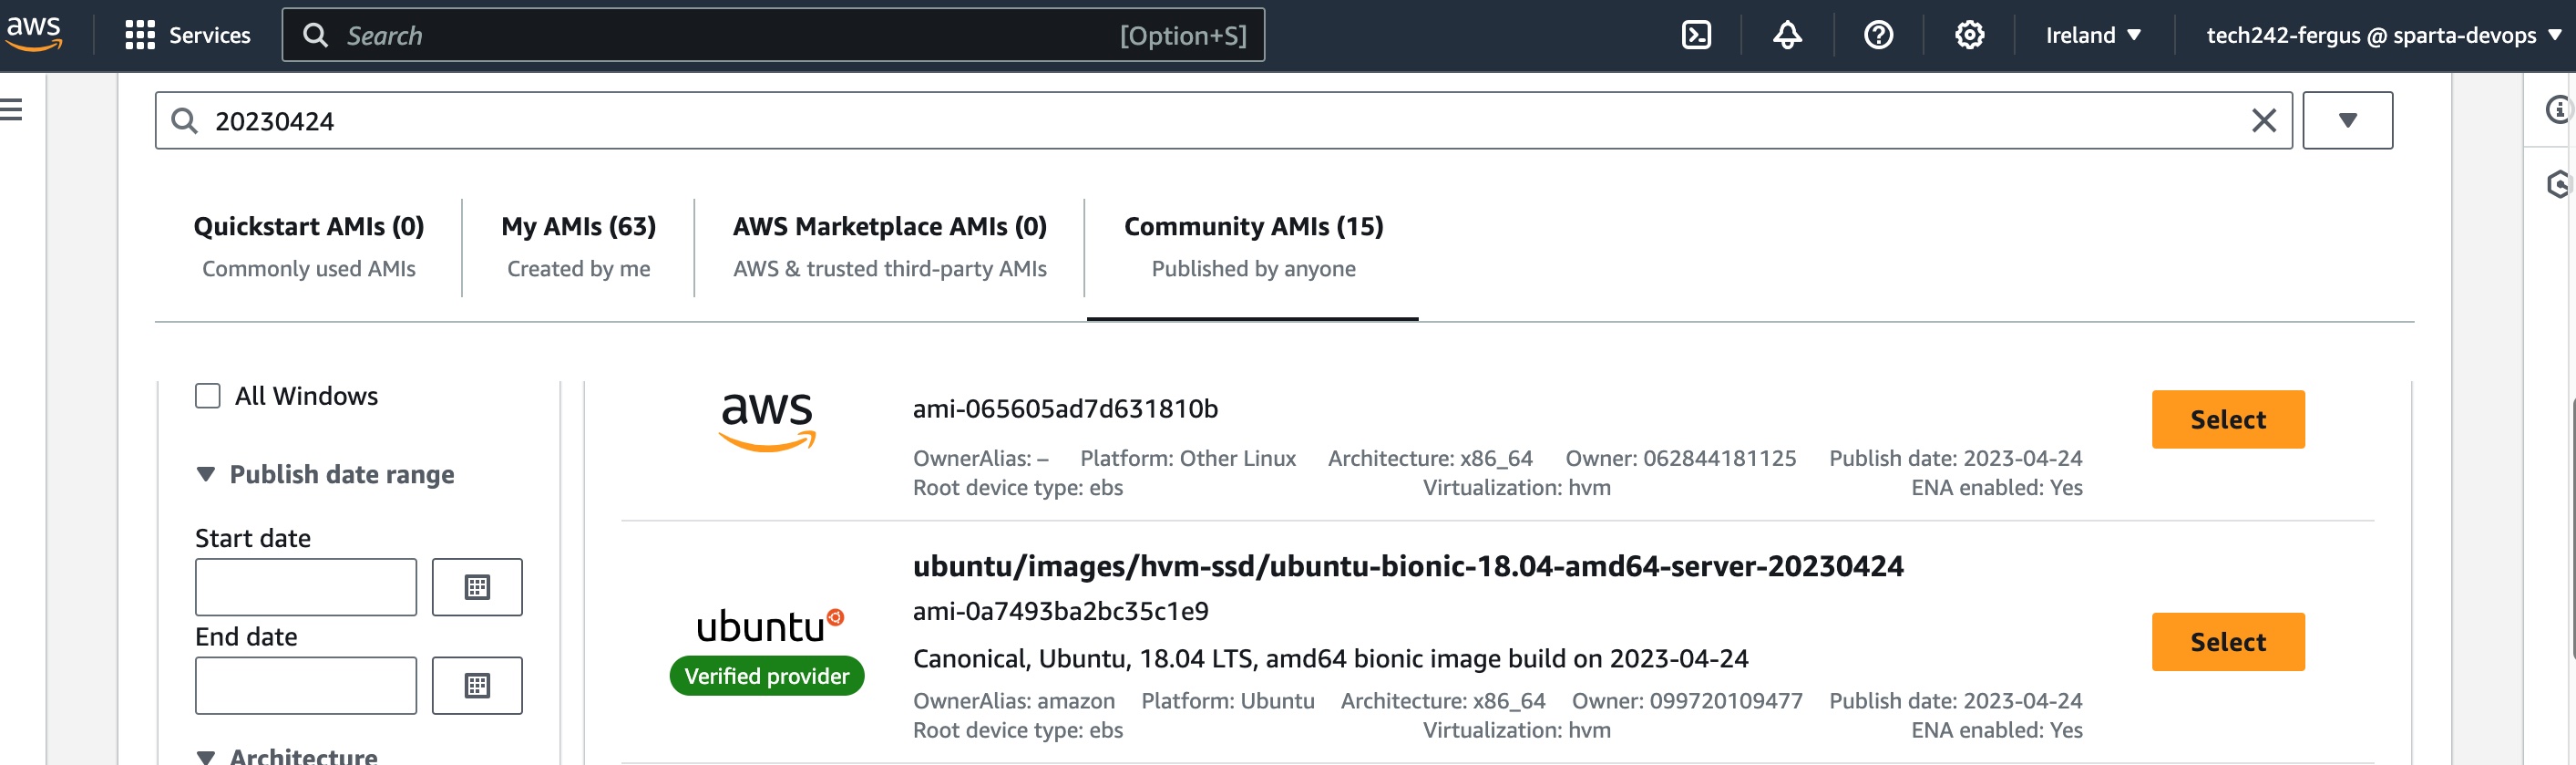 aws
Services
Search
[Option+S]
Ireland
tech242-fergus @ sparta-devops
20230424
Quickstart AMIs (0)
Commonly used AMIs
My AMIs (63)
Created by me
AWS Marketplace AMIs (0)
AWS & trusted third-party AMIs
Community AMIs (15)
Published by anyone
All Windows
Publish date range
Start date
End date
Architecture
aws
ami-065605ad7d631810b
OwnerAlias: – Platform: Other Linux Architecture: x86_64 Owner: 062844181125 Publish date: 2023-04-24
Root device type: ebs Virtualization: hvm ENA enabled: Yes
Select
ubuntu
Verified provider
ubuntu/images/hvm-ssd/ubuntu-bionic-18.04-amd64-server-20230424
ami-0a7493ba2bc35c1e9
Canonical, Ubuntu, 18.04 LTS, amd64 bionic image build on 2023-04-24
OwnerAlias: amazon Platform: Ubuntu Architecture: x86_64 Owner: 099720109477 Publish date: 2023-04-24
Root device type: ebs Virtualization: hvm ENA enabled: Yes
Select